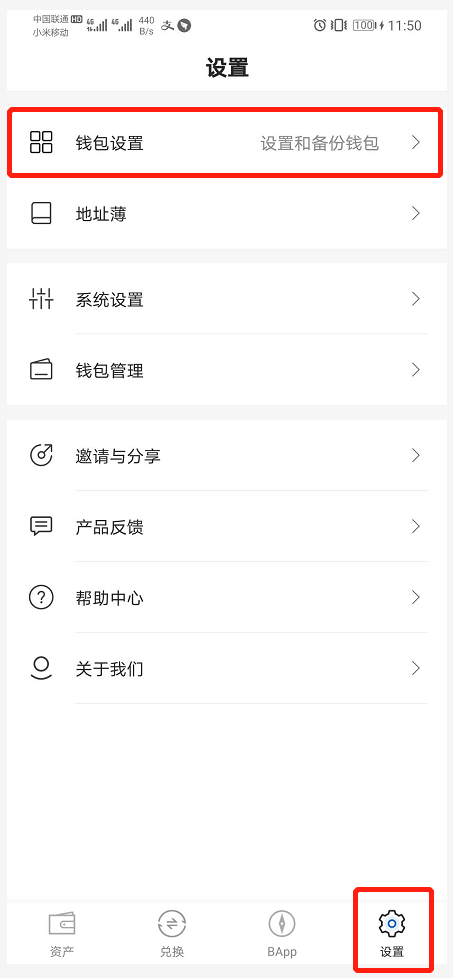 中国联通 HD 4G 4G 440 B/s 支 100 11:50
小米移动
设置
钱包设置 设置和备份钱包
地址薄
系统设置
钱包管理
邀请与分享
产品反馈
帮助中心
关于我们
资产 兑换 BApp 设置